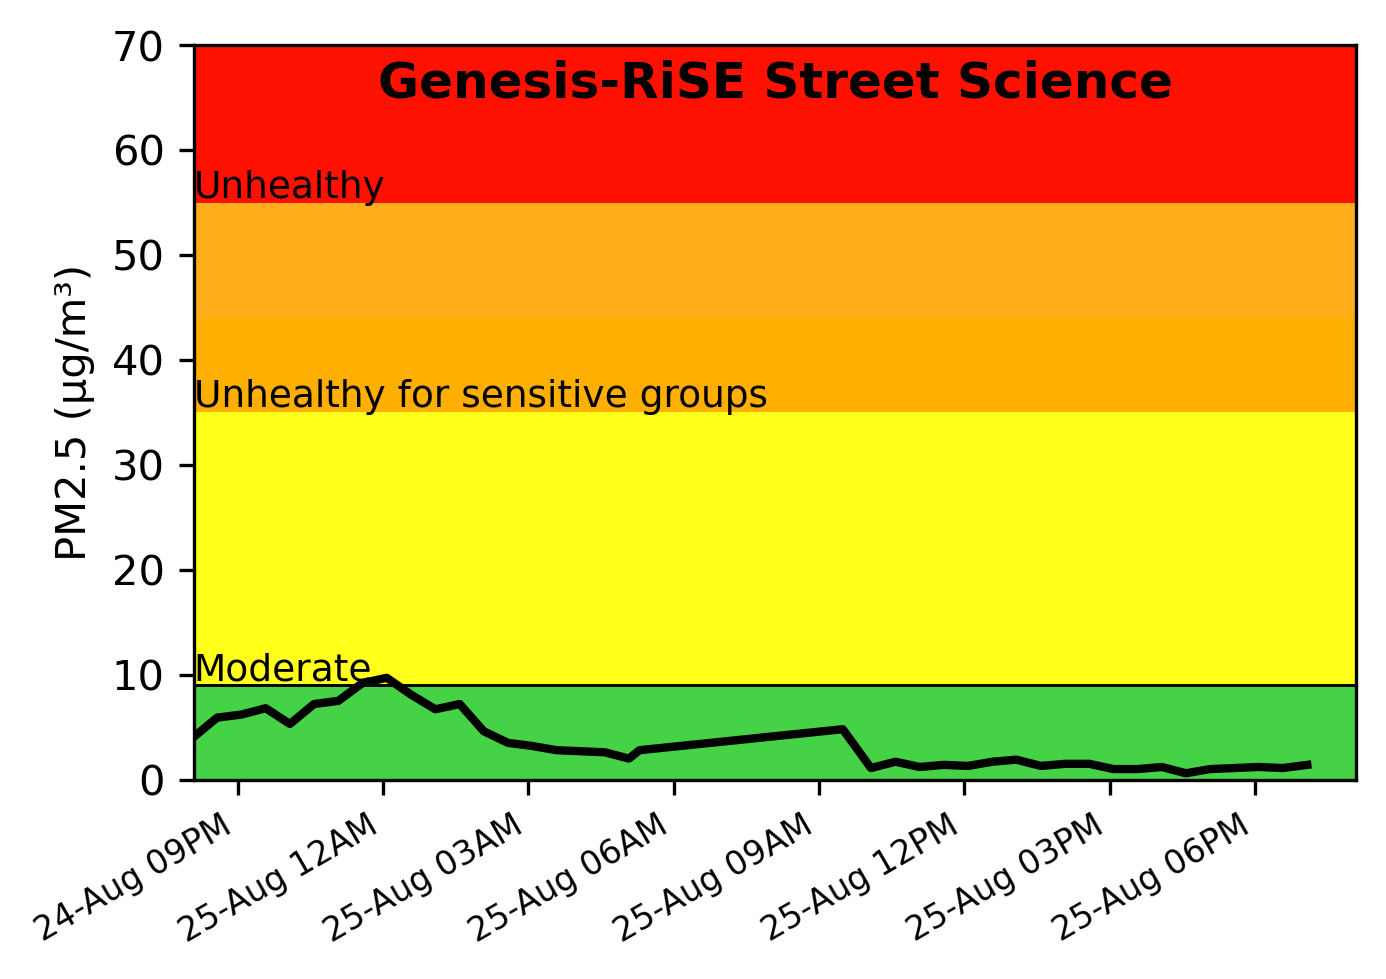 Genesis-RiSE Street Science
70
60
50
40
30
20
10
0
PM2.5 (µg/m³)
Unhealthy
Unhealthy for sensitive groups
Moderate
24-Aug 09PM
25-Aug 12AM
25-Aug 03AM
25-Aug 06AM
25-Aug 09AM
25-Aug 12PM
25-Aug 03PM
25-Aug 06PM